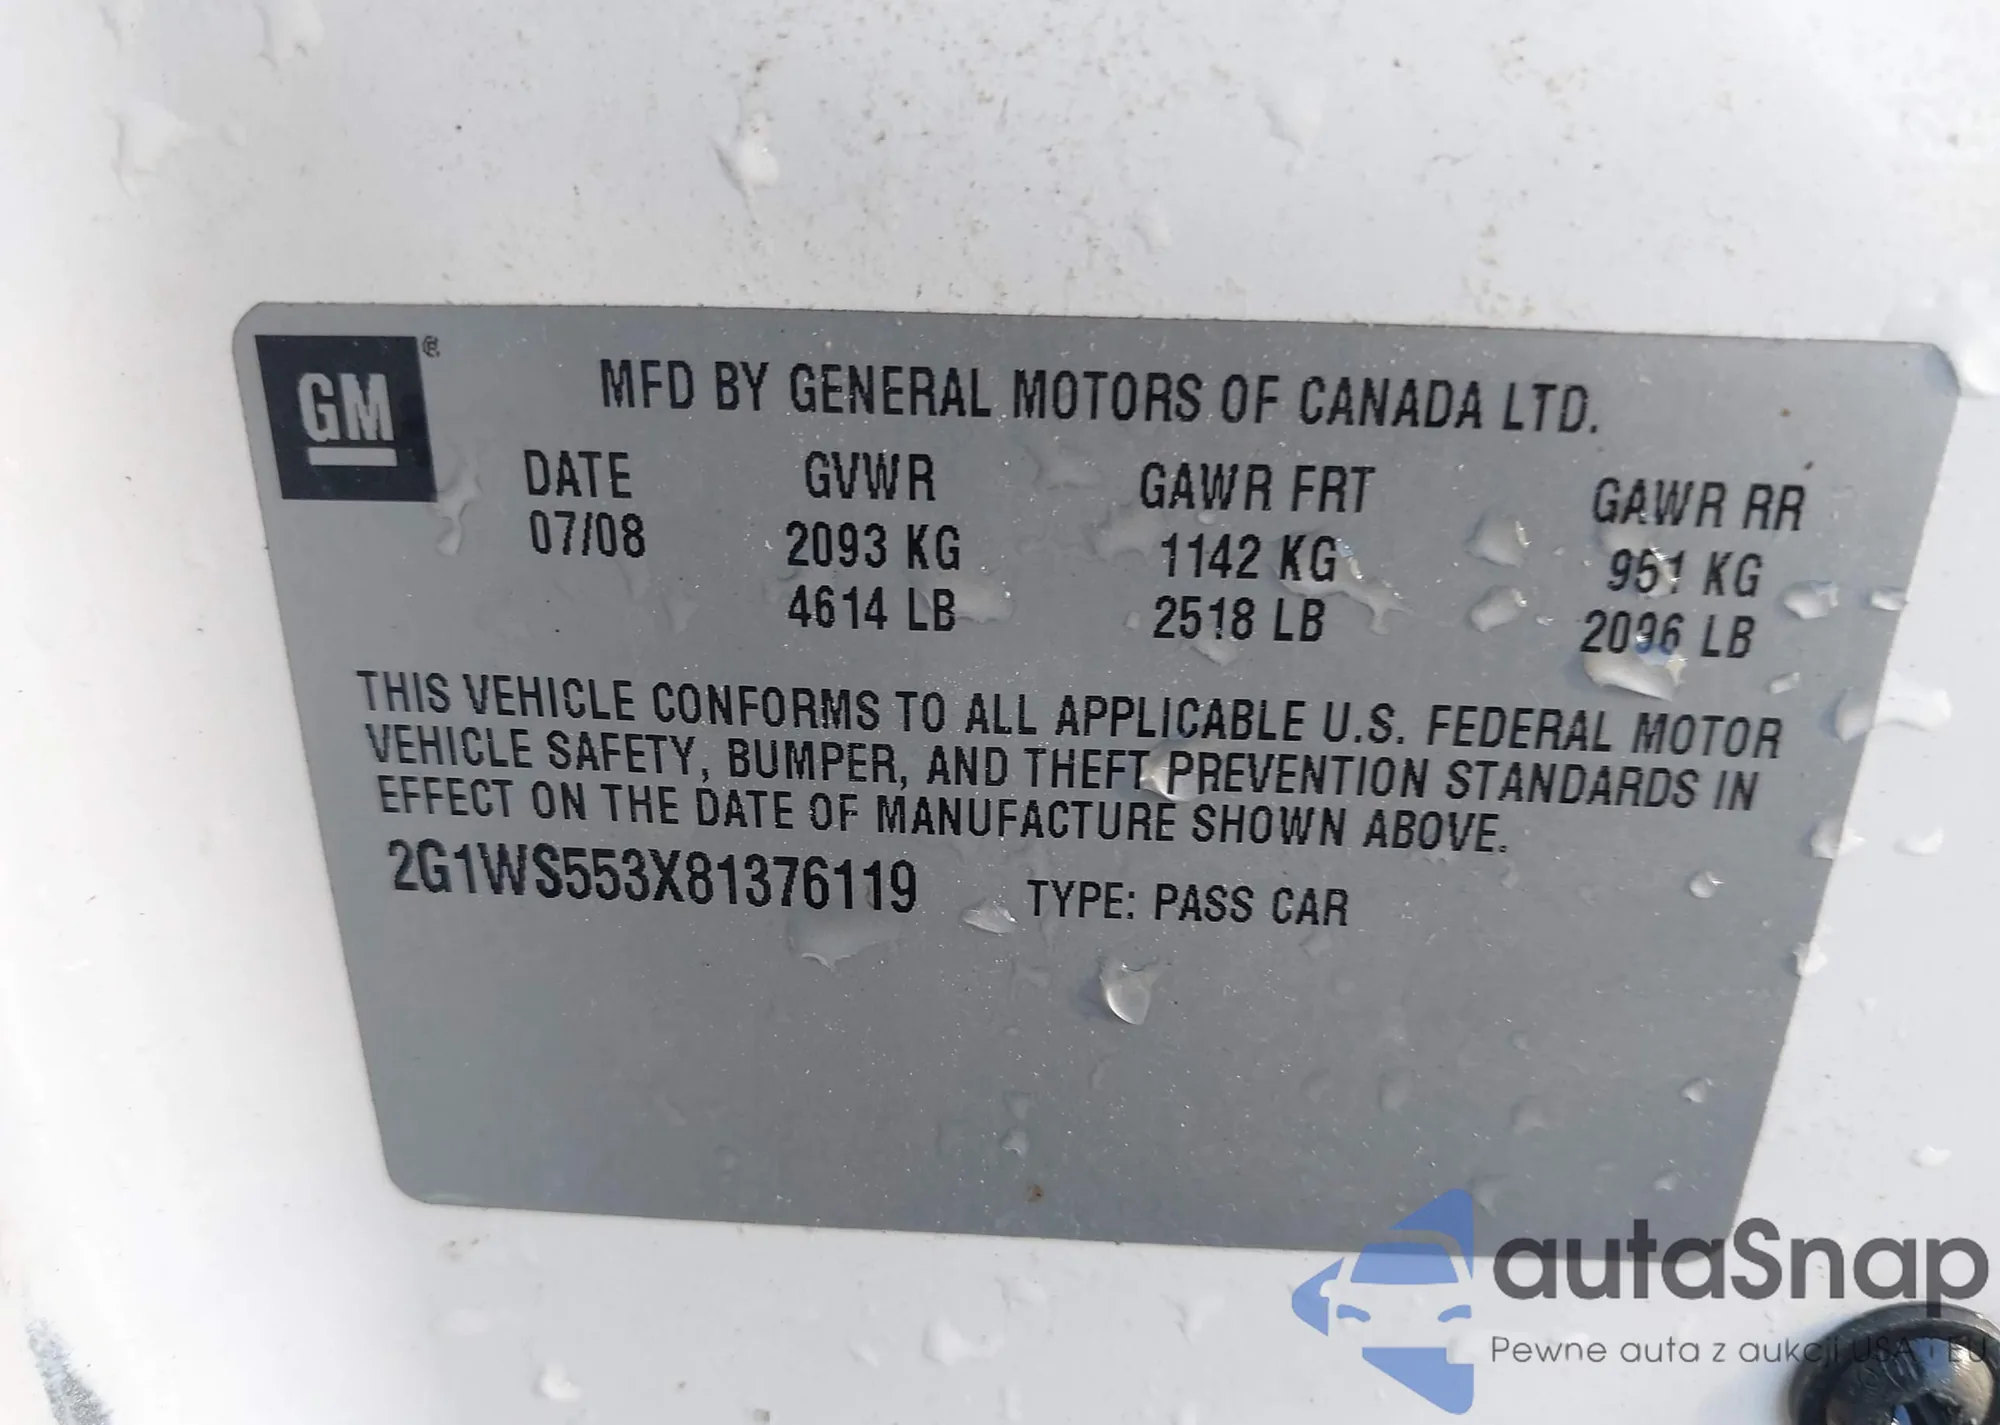 GM®
MFD BY GENERAL MOTORS OF CANADA LTD.
DATE GVWR GAWR FRT GAWR RR
07/08 2093 KG 1142 KG 951 KG
4614 LB 2518 LB 2096 LB
THIS VEHICLE CONFORMS TO ALL APPLICABLE U.S. FEDERAL MOTOR
VEHICLE SAFETY, BUMPER, AND THEFT PREVENTION STANDARDS IN
EFFECT ON THE DATE OF MANUFACTURE SHOWN ABOVE.
2G1WS553X81376119 TYPE: PASS CAR
autaSnap
Pewne auta z aukcji USA i EU